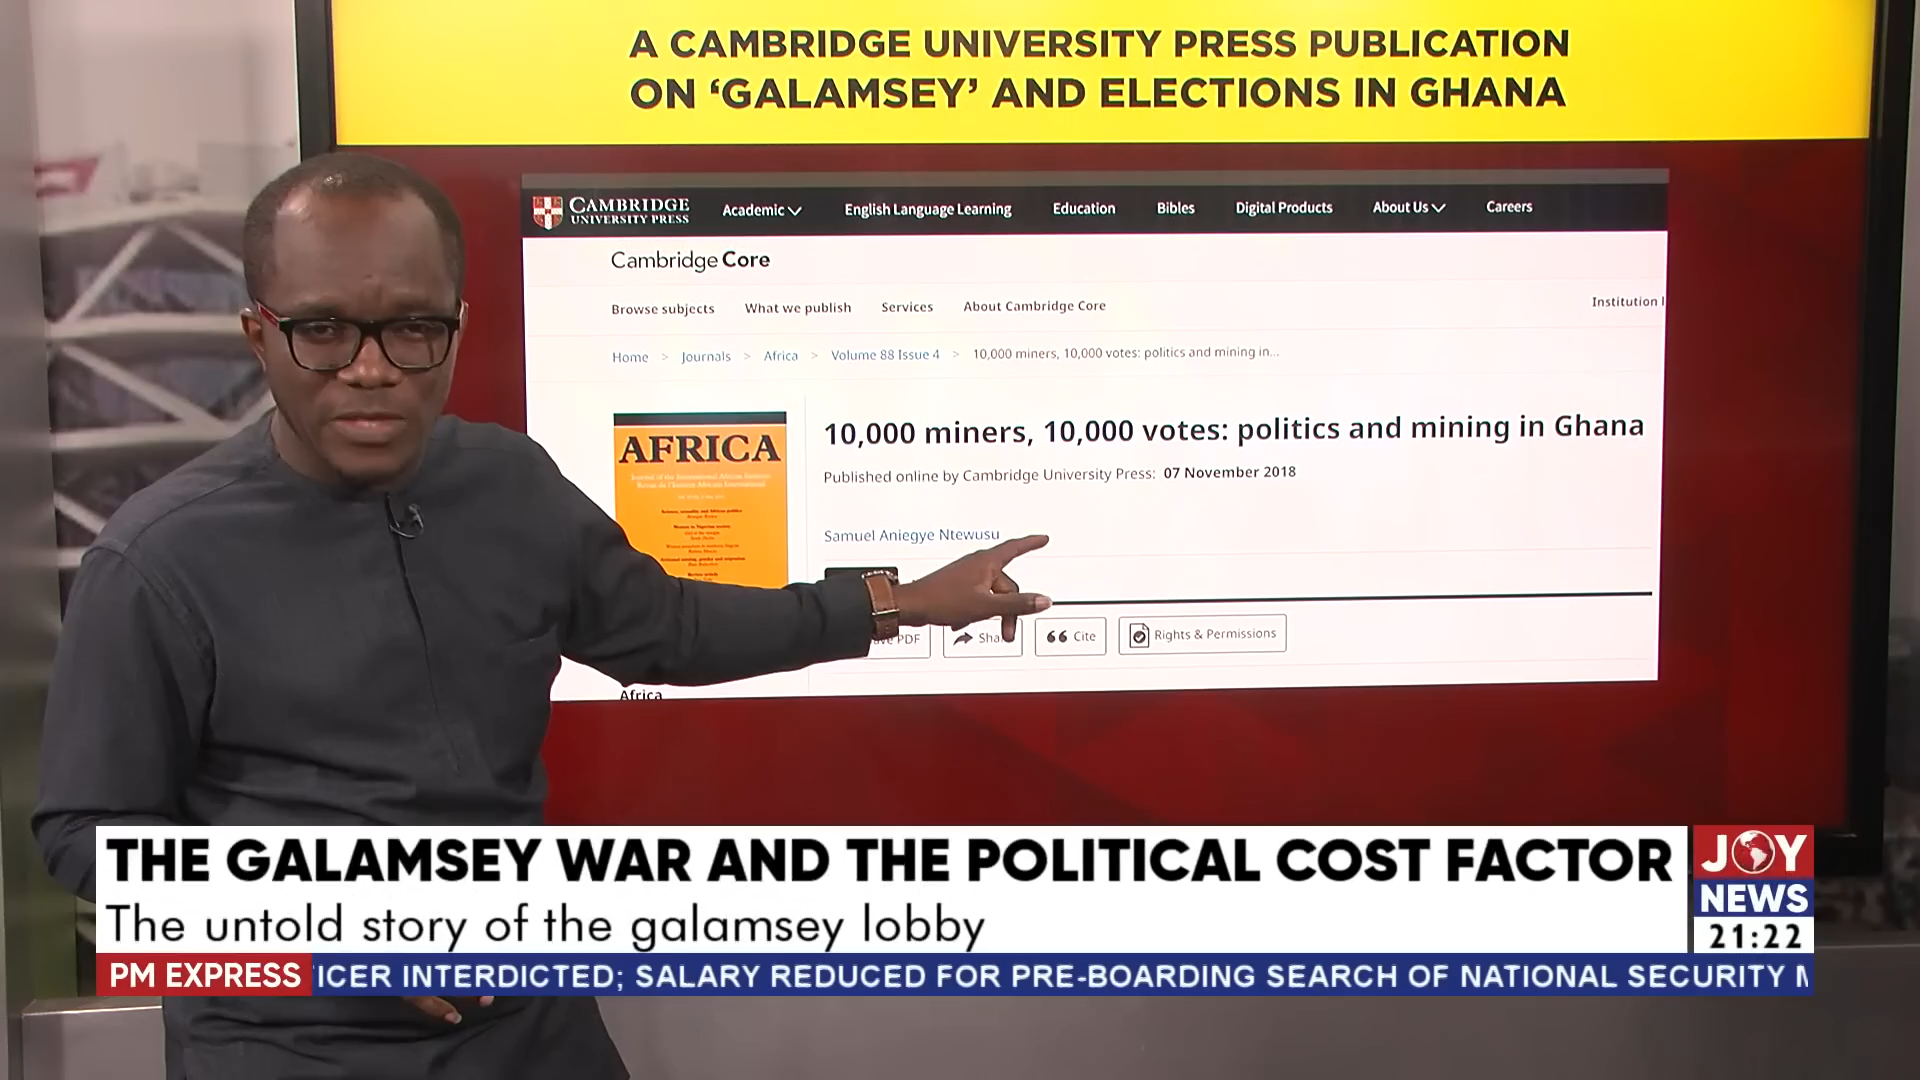 A CAMBRIDGE UNIVERSITY PRESS PUBLICATION
ON ‘GALAMSEY’ AND ELECTIONS IN GHANA
CAMBRIDGE
UNIVERSITY PRESS
Academic
English Language Learning
Education
Bibles
Digital Products
About Us
Careers
Cambridge Core
Browse subjects
What we publish
Services
About Cambridge Core
Institution l
Home > Journals > Africa > Volume 88 Issue 4 > 10,000 miners, 10,000 votes: politics and mining in...
AFRICA
10,000 miners, 10,000 votes: politics and mining in Ghana
Published online by Cambridge University Press: 07 November 2018
Samuel Aniegye Ntewusu
PDF
Sha
Cite
Rights & Permissions
Africa
THE GALAMSEY WAR AND THE POLITICAL COST FACTOR
The untold story of the galamsey lobby
JOY
NEWS
21:22
PM EXPRESS
ICER INTERDICTED; SALARY REDUCED FOR PRE-BOARDING SEARCH OF NATIONAL SECURITY M